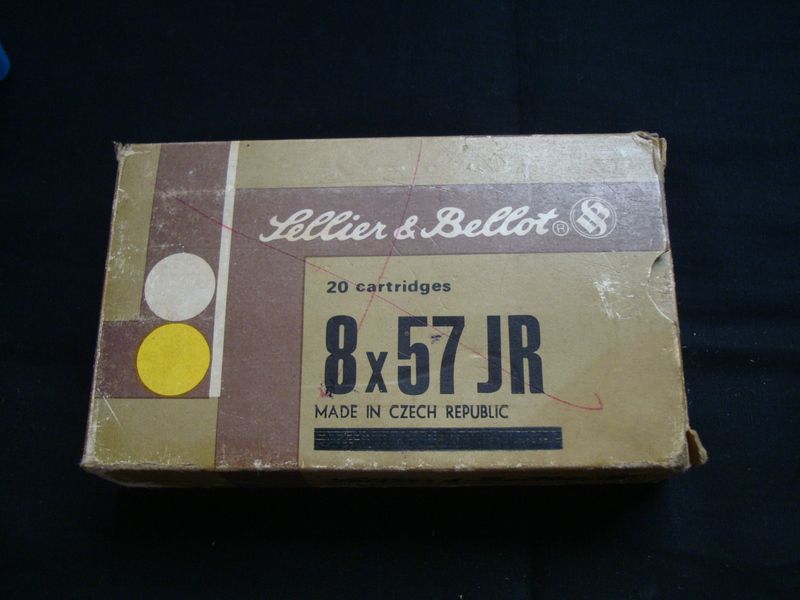 Sellier & Bellot ®
20 cartridges
8x57 JR
MADE IN CZECH REPUBLIC